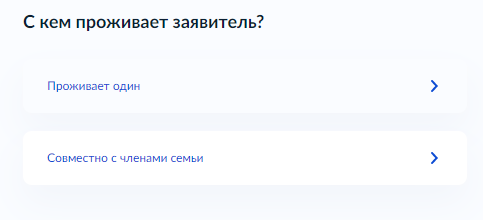 С кем проживает заявитель?
Проживает один
Совместно с членами семьи